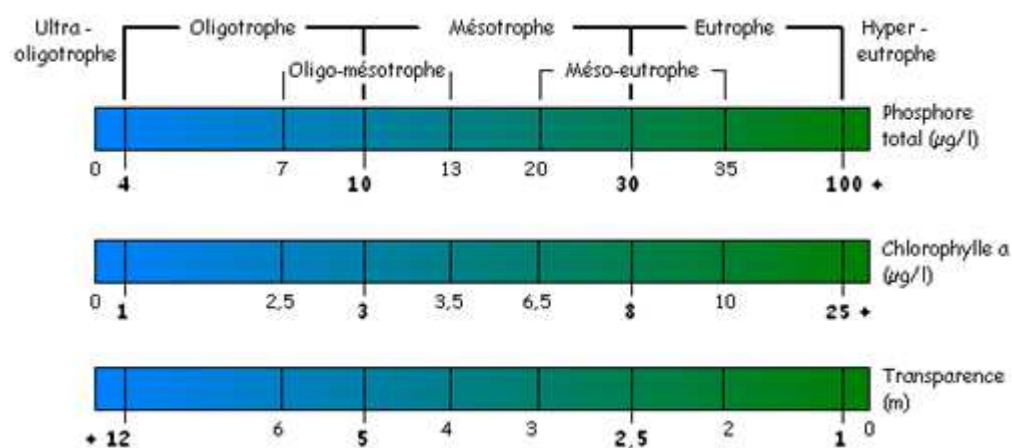 Ultra - oligotrophe
Oligotrophe
Mésotrophe
Eutrophe
Hyper - eutrophe
Oligo-mésotrophe
Méso-eutrophe
Phosphore total (µg/l)
0 4 7 10 13 20 30 35 100 +
Chlorophylle a (µg/l)
0 1 2,5 3 3,5 6,5 8 10 25 +
Transparence (m)
+ 12 6 5 4 3 2,5 2 1 0